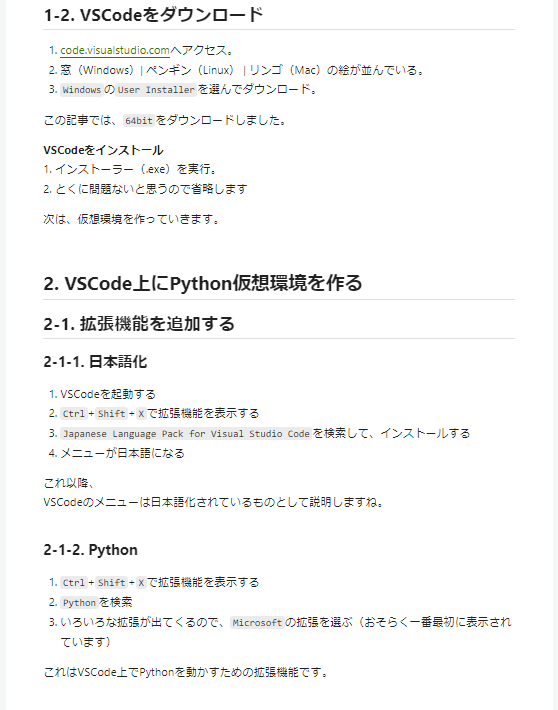 1-2. VSCodeをダウンロード
1. code.visualstudio.comへアクセス。
2. 窓（Windows）| ペンギン（Linux） | リンゴ（Mac）の絵が並んでいる。
3. WindowsのUser Installerを選んでダウンロード。
この記事では、64bitをダウンロードしました。
VSCodeをインストール
1. インストーラー（.exe）を実行。
2. とくに問題ないと思うので省略します
次は、仮想環境を作っていきます。
2. VSCode上にPython仮想環境を作る
2-1. 拡張機能を追加する
2-1-1. 日本語化
1. VSCodeを起動する
2. Ctrl+Shift+Xで拡張機能を表示する
3. Japanese Language Pack for Visual Studio Codeを検索して、インストールする
4. メニューが日本語になる
これ以降、
VSCodeのメニューは日本語化されているものとして説明しますね。
2-1-2. Python
1. Ctrl+Shift+Xで拡張機能を表示する
2. Pythonを検索
3. いろいろな拡張が出てくるので、Microsoftの拡張を選ぶ（おそらく一番最初に表示され
ています）
これはVSCode上でPythonを動かすための拡張機能です。